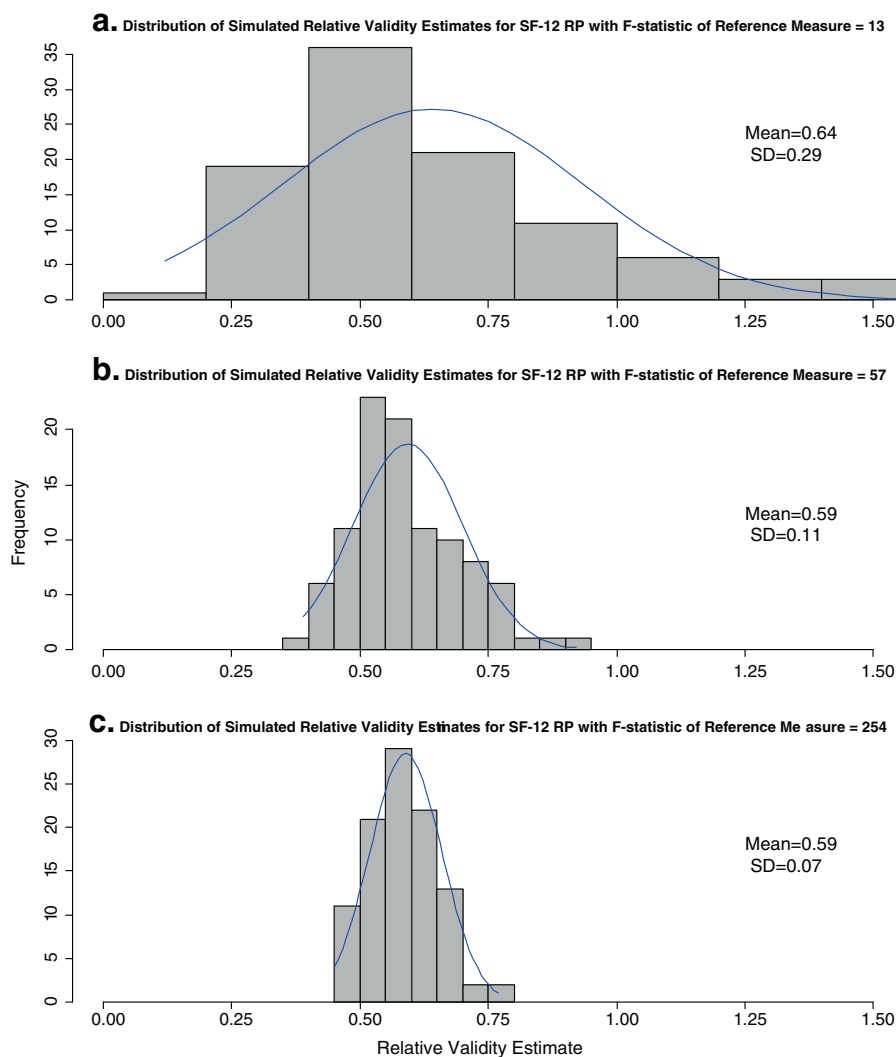 a. Distribution of Simulated Relative Validity Estimates for SF-12 RP with F-statistic of Reference Measure = 13
35
30
25
20
15
10
5
0
Mean=0.64
SD=0.29
0.00 0.25 0.50 0.75 1.00 1.25 1.50
b. Distribution of Simulated Relative Validity Estimates for SF-12 RP with F-statistic of Reference Measure = 57
20
15
10
5
0
Frequency
Mean=0.59
SD=0.11
0.00 0.25 0.50 0.75 1.00 1.25 1.50
c. Distribution of Simulated Relative Validity Estimates for SF-12 RP with F-statistic of Reference Me asure = 254
30
25
20
15
10
5
0
Mean=0.59
SD=0.07
0.00 0.25 0.50 0.75 1.00 1.25 1.50
Relative Validity Estimate